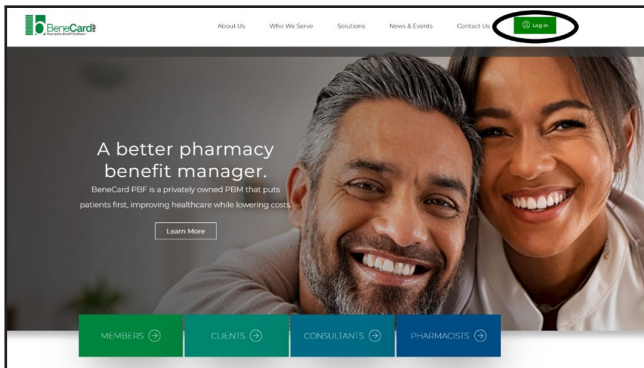 BeneCard
About Us Who We Serve Solutions News & Events Contact Us Log in
A better pharmacy
benefit manager.
BeneCard PBF is a privately owned PBM that puts
patients first, improving healthcare while lowering costs.
Learn More
MEMBERS CLIENTS CONSULTANTS PHARMACISTS